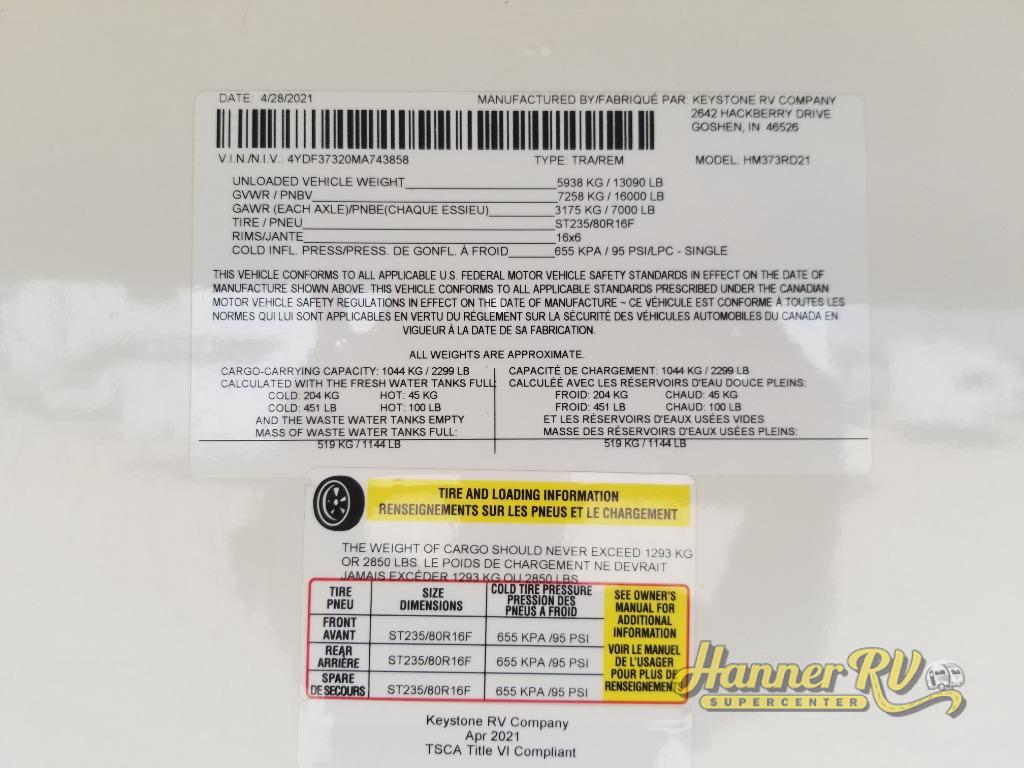 DATE: 4/28/2021 MANUFACTURED BY/FABRIQUÉ PAR: KEYSTONE RV COMPANY
2642 HACKBERRY DRIVE
GOSHEN, IN 46526
V.I.N./N.I.V.: 4YDF37320MA743858 TYPE: TRA/REM MODEL: HM373RD21
UNLOADED VEHICLE WEIGHT 5938 KG / 13090 LB
GVWR / PNBV 7258 KG / 16000 LB
GAWR (EACH AXLE)/PNBE(CHAQUE ESSIEU) 3175 KG / 7000 LB
TIRE / PNEU ST235/80R16F
RIMS/JANTE 16x6
COLD INFL. PRESS/PRESS. DE GONFL. À FROID 655 KPA / 95 PSI/LPC - SINGLE
THIS VEHICLE CONFORMS TO ALL APPLICABLE U.S. FEDERAL MOTOR VEHICLE SAFETY STANDARDS IN EFFECT ON THE DATE OF
MANUFACTURE SHOWN ABOVE. THIS VEHICLE CONFORMS TO ALL APPLICABLE STANDARDS PRESCRIBED UNDER THE CANADIAN
MOTOR VEHICLE SAFETY REGULATIONS IN EFFECT ON THE DATE OF MANUFACTURE ~ CE VÉHICULE EST CONFORME À TOUTES LES
NORMES QUI LUI SONT APPLICABLES EN VERTU DU RÉGLEMENT SUR LA SÉCURITÉ DES VÉHICULES AUTOMOBILES DU CANADA EN
VIGUEUR À LA DATE DE SA FABRICATION.
ALL WEIGHTS ARE APPROXIMATE.
CARGO-CARRYING CAPACITY: 1044 KG / 2299 LB
CALCULATED WITH THE FRESH WATER TANKS FULL:
COLD: 204 KG HOT: 45 KG
COLD: 451 LB HOT: 100 LB
AND THE WASTE WATER TANKS EMPTY
MASS OF WASTE WATER TANKS FULL:
519 KG / 1144 LB
CAPACITÉ DE CHARGEMENT: 1044 KG / 2299 LB
CALCULÉE AVEC LES RÉSERVOIRS D'EAU DOUCE PLEINS:
FROID: 204 KG CHAUD: 45 KG
FROID: 451 LB CHAUD: 100 LB
ET LES RÉSERVOIRS D'EAUX USÉES VIDES
MASSE DES RÉSERVOIRS D'EAUX USÉES PLEINS:
519 KG / 1144 LB
TIRE AND LOADING INFORMATION
RENSEIGNEMENTS SUR LES PNEUS ET LE CHARGEMENT
THE WEIGHT OF CARGO SHOULD NEVER EXCEED 1293 KG
OR 2850 LBS. LE POIDS DE CHARGEMENT NE DEVRAIT
JAMAIS EXCÉDER 1293 KG OU 2850 LBS
TIRE
PNEU
SIZE
DIMENSIONS
COLD TIRE PRESSURE
PRESSION DES
PNEUS A FROID
FRONT
AVANT
ST235/80R16F 655 KPA /95 PSI
REAR
ARRIÈRE
ST235/80R16F 655 KPA /95 PSI
SPARE
DE SECOURS
ST235/80R16F 655 KPA /95 PSI
SEE OWNER'S
MANUAL FOR
ADDITIONAL
INFORMATION
VOIR LE MANUEL
DE L'USAGER
POUR PLUS DE
RENSEIGNEMENTS
Hanner RV
SUPERCENTER
Keystone RV Company
Apr 2021
TSCA Title VI Compliant